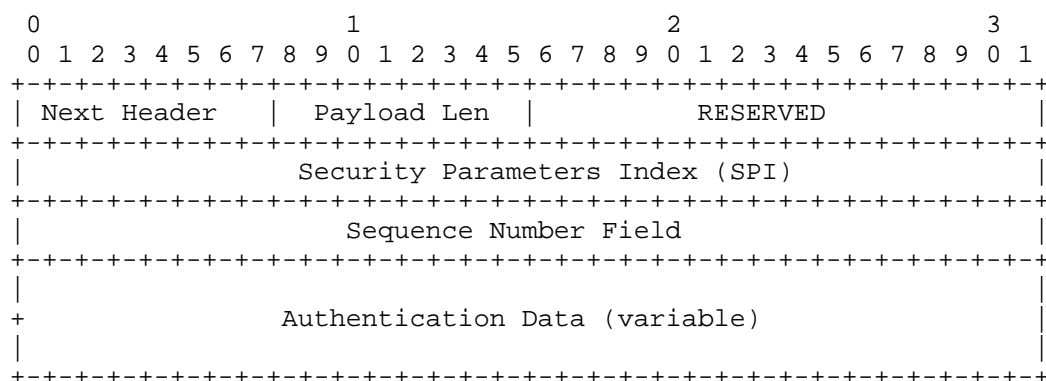 0                   1                   2                   3
 0 1 2 3 4 5 6 7 8 9 0 1 2 3 4 5 6 7 8 9 0 1 2 3 4 5 6 7 8 9 0 1
+-+-+-+-+-+-+-+-+-+-+-+-+-+-+-+-+-+-+-+-+-+-+-+-+-+-+-+-+-+-+-+-+
| Next Header   |  Payload Len  |          RESERVED             |
+-+-+-+-+-+-+-+-+-+-+-+-+-+-+-+-+-+-+-+-+-+-+-+-+-+-+-+-+-+-+-+-+
|                 Security Parameters Index (SPI)               |
+-+-+-+-+-+-+-+-+-+-+-+-+-+-+-+-+-+-+-+-+-+-+-+-+-+-+-+-+-+-+-+-+
|                    Sequence Number Field                      |
+-+-+-+-+-+-+-+-+-+-+-+-+-+-+-+-+-+-+-+-+-+-+-+-+-+-+-+-+-+-+-+-+
|                                                               |
+                Authentication Data (variable)                 |
|                                                               |
+-+-+-+-+-+-+-+-+-+-+-+-+-+-+-+-+-+-+-+-+-+-+-+-+-+-+-+-+-+-+-+-+